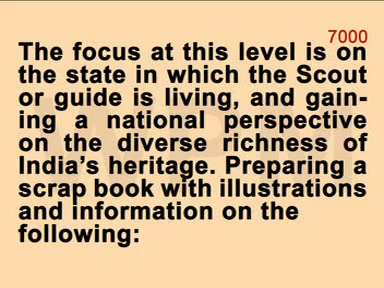 7000
The focus at this level is on
the state in which the Scout
or guide is living, and gain-
ing a national perspective
on the diverse richness of
India's heritage. Preparing a
scrap book with illustrations
and information on the
following: